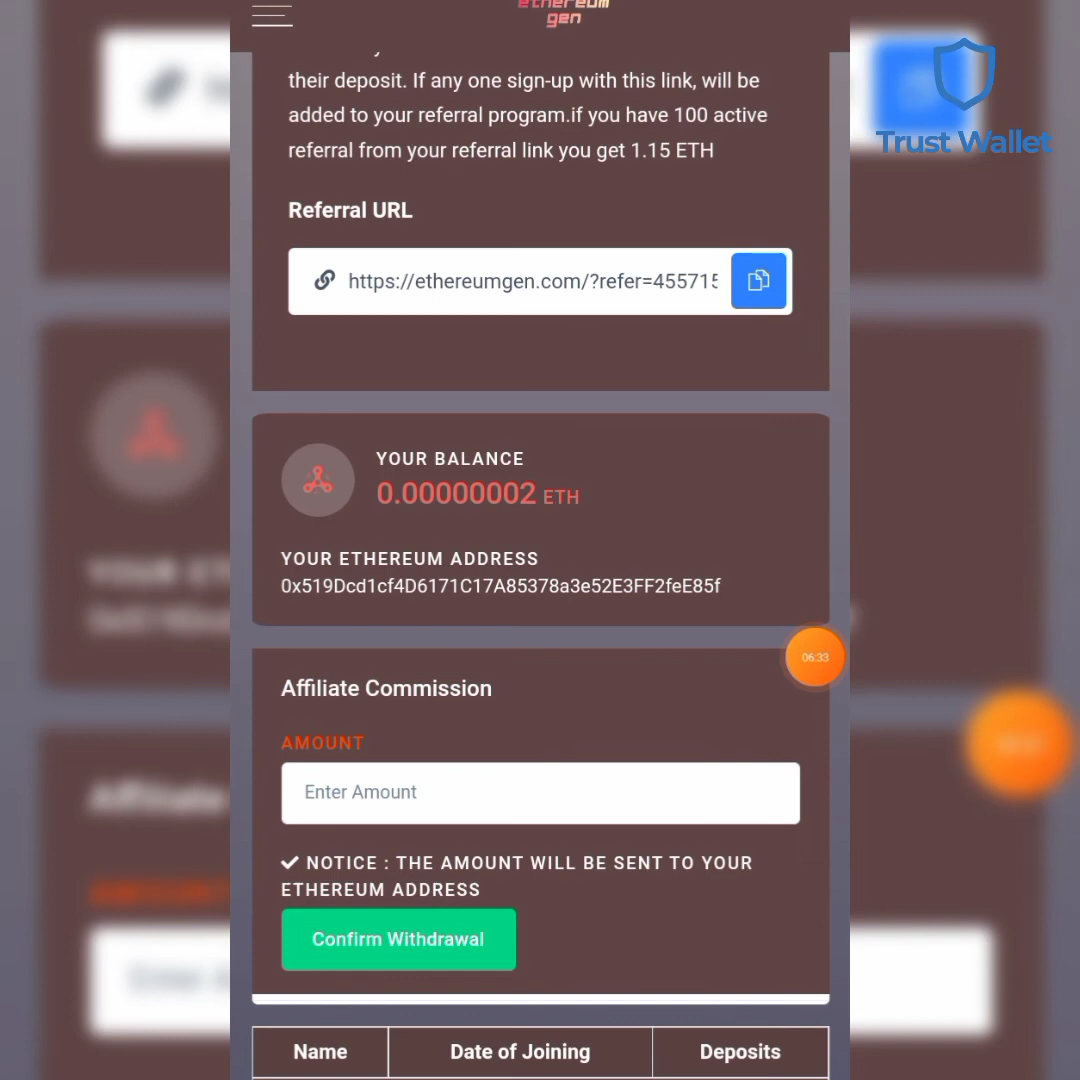 ethereum
gen
their deposit. If any one sign-up with this link, will be
added to your referral program.if you have 100 active
referral from your referral link you get 1.15 ETH
Trust Wallet
Referral URL
https://ethereumgen.com/?refer=455715
YOUR BALANCE
0.00000002 ETH
YOUR ETHEREUM ADDRESS
0x519Dcd1cf4D6171C17A85378a3e52E3FF2feE85f
06:33
Affiliate Commission
AMOUNT
Enter Amount
NOTICE : THE AMOUNT WILL BE SENT TO YOUR
ETHEREUM ADDRESS
Confirm Withdrawal
Name Date of Joining Deposits